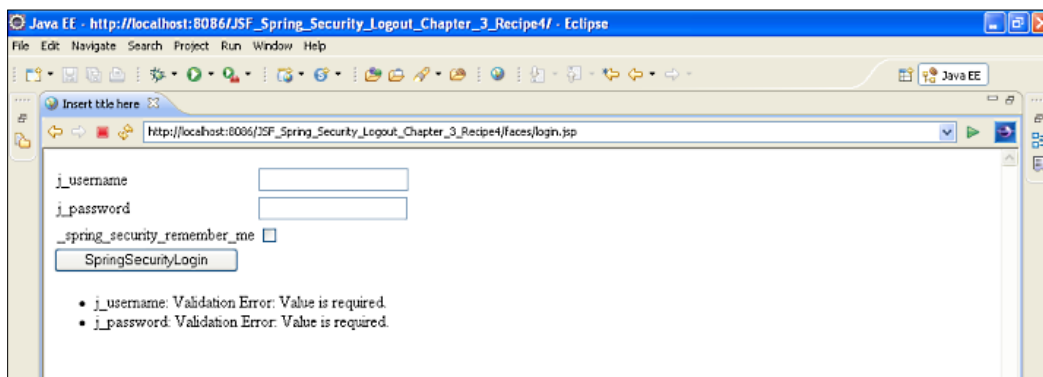 Java EE - http://localhost:8086/JSF_Spring_Security_Logout_Chapter_3_Recipe4/ - Eclipse
File Edit Navigate Search Project Run Window Help
Java EE
Insert title here
http://localhost:8086/JSF_Spring_Security_Logout_Chapter_3_Recipe4/faces/login.jsp
j_username
j_password
_spring_security_remember_me
SpringSecurityLogin
• j_username: Validation Error: Value is required.
• j_password: Validation Error: Value is required.